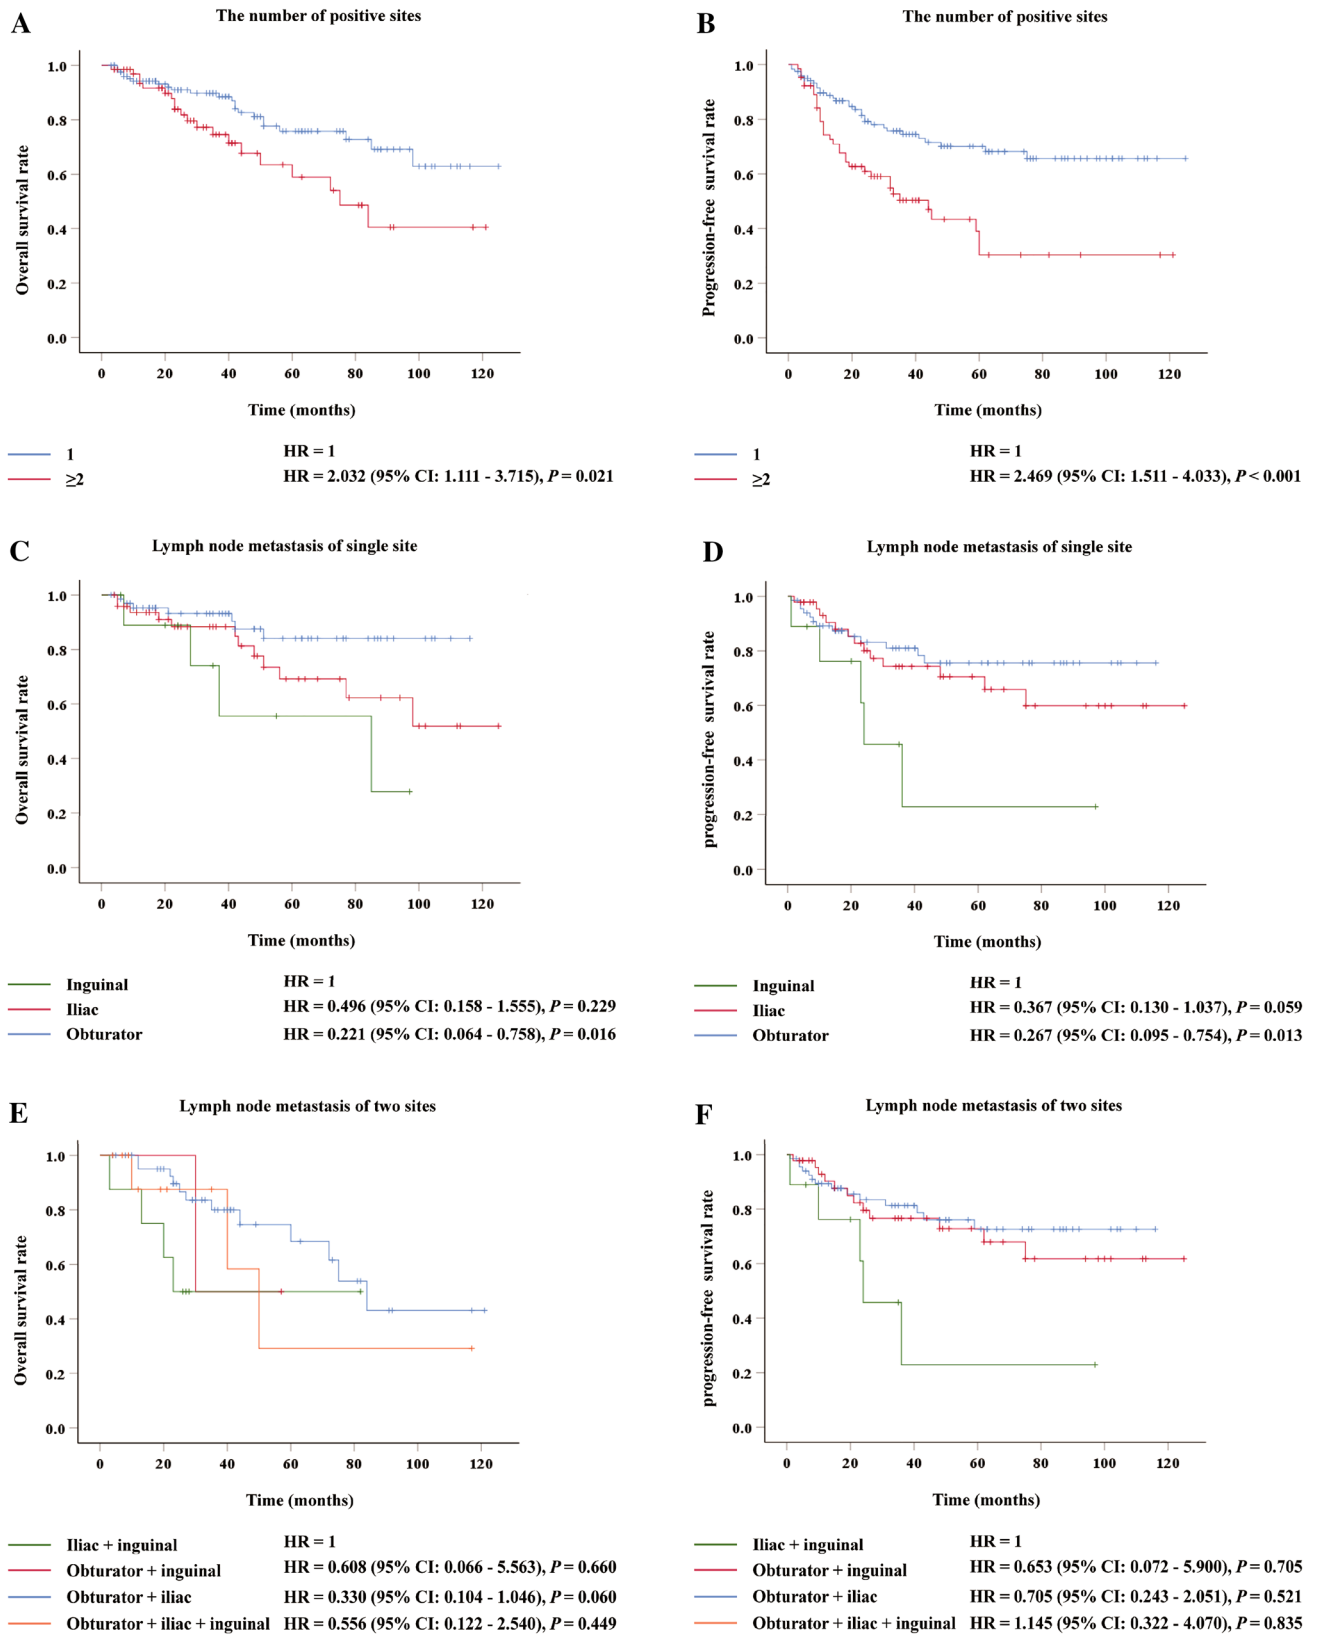 A
The number of positive sites
Overall survival rate
1.0
0.8
0.6
0.4
0.2
0.0
0 20 40 60 80 100 120
Time (months)
1 HR = 1
≥2 HR = 2.032 (95% CI: 1.111 - 3.715), P = 0.021
B
The number of positive sites
Progression-free survival rate
1.0
0.8
0.6
0.4
0.2
0.0
0 20 40 60 80 100 120
Time (months)
1 HR = 1
≥2 HR = 2.469 (95% CI: 1.511 - 4.033), P < 0.001
C
Lymph node metastasis of single site
Overall survival rate
1.0
0.8
0.6
0.4
0.2
0.0
0 20 40 60 80 100 120
Time (months)
Inguinal HR = 1
Iliac HR = 0.496 (95% CI: 0.158 - 1.555), P = 0.229
Obturator HR = 0.221 (95% CI: 0.064 - 0.758), P = 0.016
D
Lymph node metastasis of single site
progression-free survival rate
1.0
0.8
0.6
0.4
0.2
0.0
0 20 40 60 80 100 120
Time (months)
Inguinal HR = 1
Iliac HR = 0.367 (95% CI: 0.130 - 1.037), P = 0.059
Obturator HR = 0.267 (95% CI: 0.095 - 0.754), P = 0.013
E
Lymph node metastasis of two sites
Overall survival rate
1.0
0.8
0.6
0.4
0.2
0.0
0 20 40 60 80 100 120
Time (months)
Iliac + inguinal HR = 1
Obturator + inguinal HR = 0.608 (95% CI: 0.066 - 5.563), P = 0.660
Obturator + iliac HR = 0.330 (95% CI: 0.104 - 1.046), P = 0.060
Obturator + iliac + inguinal HR = 0.556 (95% CI: 0.122 - 2.540), P = 0.449
F
Lymph node metastasis of two sites
progression-free survival rate
1.0
0.8
0.6
0.4
0.2
0.0
0 20 40 60 80 100 120
Time (months)
Iliac + inguinal HR = 1
Obturator + inguinal HR = 0.653 (95% CI: 0.072 - 5.900), P = 0.705
Obturator + iliac HR = 0.705 (95% CI: 0.243 - 2.051), P = 0.521
Obturator + iliac + inguinal HR = 1.145 (95% CI: 0.322 - 4.070), P = 0.835